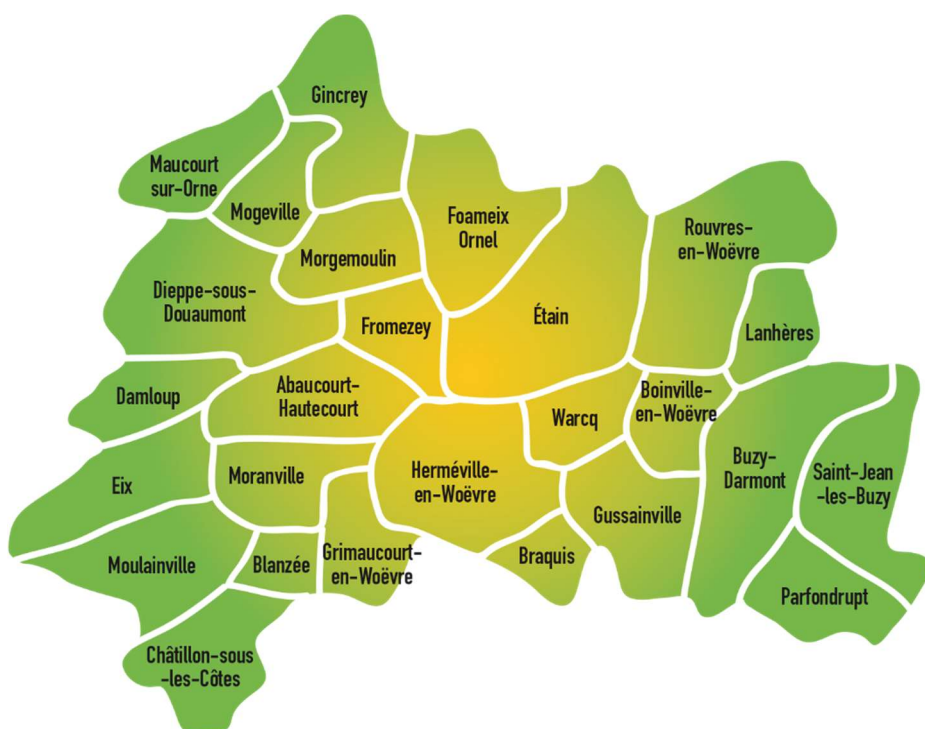 Gincrey
Maucourt
sur-Orne
Mogeville
Foameix
Ornel
Rouvres-
en-Woëvre
Morgemoulin
Dieppe-sous-
Douaumont
Étain
Fromezey
Lanhères
Damloup
Abaucourt-
Hautecourt
Boinville-
en-Woëvre
Warcq
Eix
Moranville
Herméville-
en-Woëvre
Buzy-
Darmont
Saint-Jean
-les-Buzy
Gussainville
Moulainville
Blanzée
Grimaucourt-
en-Woëvre
Braquis
Parfondrupt
Châtillon-sous
-les-Côtes